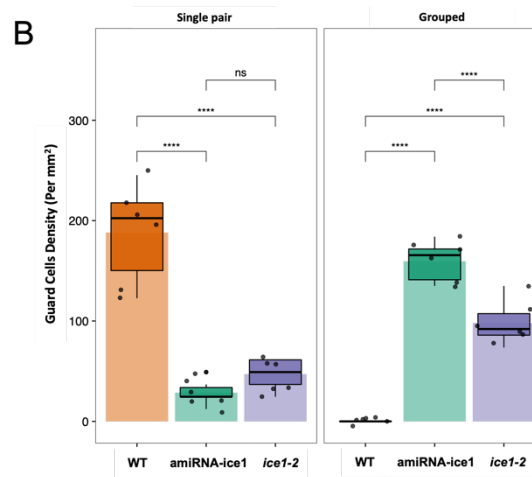 B
Single pair
Grouped
Guard Cells Density (Per mm²)
300
200
100
0
ns
****
****
****
****
****
WT
amiRNA-ice1
ice1-2
WT
amiRNA-ice1
ice1-2